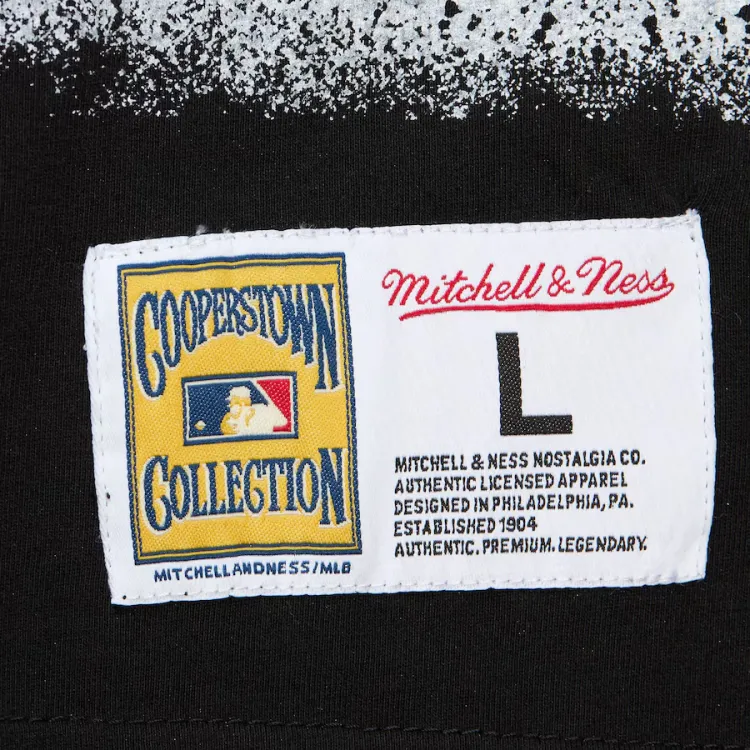 COOPERSTOWN
COLLECTION
MITCHELLANDNESS/MLB
Mitchell & Ness
L
MITCHELL & NESS NOSTALGIA CO.
AUTHENTIC LICENSED APPAREL
DESIGNED IN PHILADELPHIA, PA.
ESTABLISHED 1904
AUTHENTIC. PREMIUM. LEGENDARY.